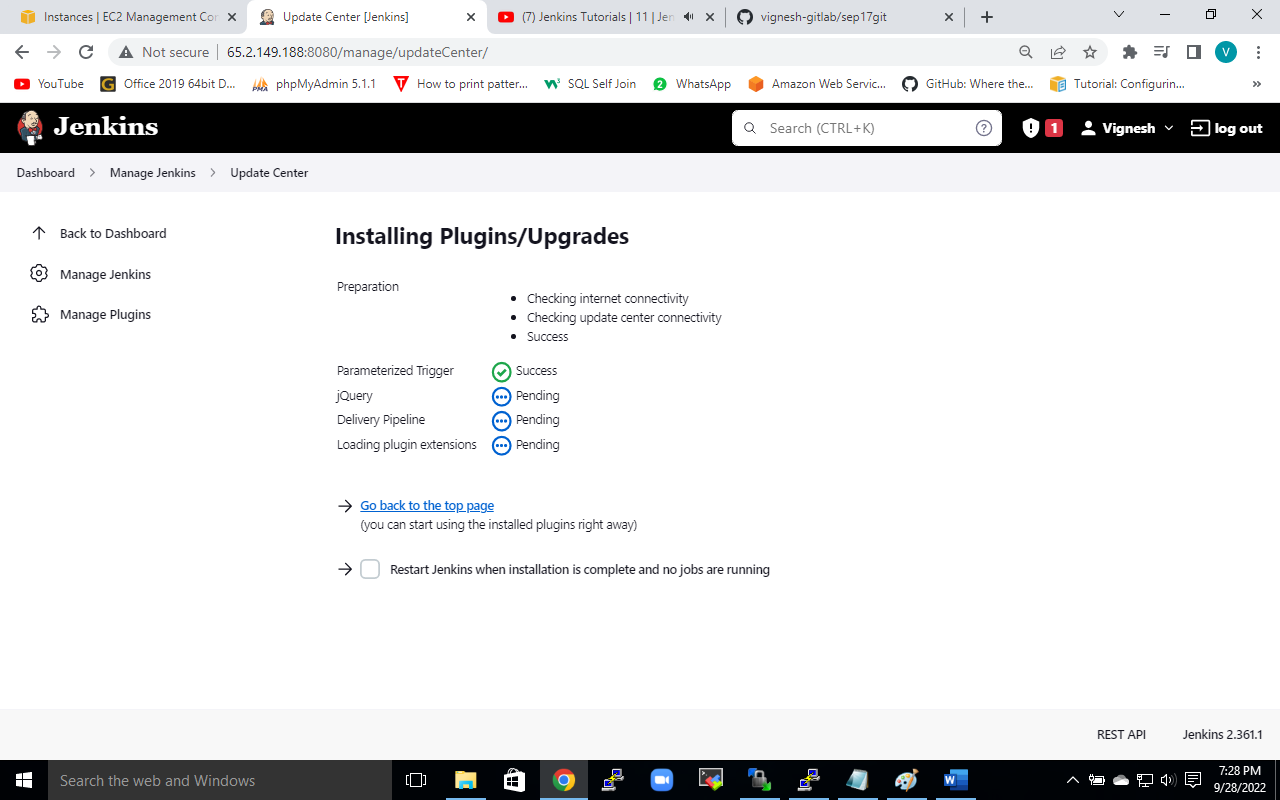 Instances | EC2 Management Con
Update Center [Jenkins]
(7) Jenkins Tutorials | 11 | Jen
vignesh-gitlab/sep17git
Not secure
65.2.149.188:8080/manage/updateCenter/
V
YouTube
G
Office 2019 64bit D...
PMA
phpMyAdmin 5.1.1
T
How to print patter...
SQL Self Join
2
WhatsApp
Amazon Web Servic...
GitHub: Where the...
Tutorial: Configurin...
»
Jenkins
Search (CTRL+K)
?
!
1
Vignesh
log out
Dashboard
Manage Jenkins
Update Center
Back to Dashboard
Manage Jenkins
Manage Plugins
Installing Plugins/Upgrades
Preparation
Checking internet connectivity
Checking update center connectivity
Success
Parameterized Trigger
Success
jQuery
Pending
Delivery Pipeline
Pending
Loading plugin extensions
Pending
Go back to the top page
(you can start using the installed plugins right away)
Restart Jenkins when installation is complete and no jobs are running
REST API
Jenkins 2.361.1
Search the web and Windows
7:28 PM
9/28/2022